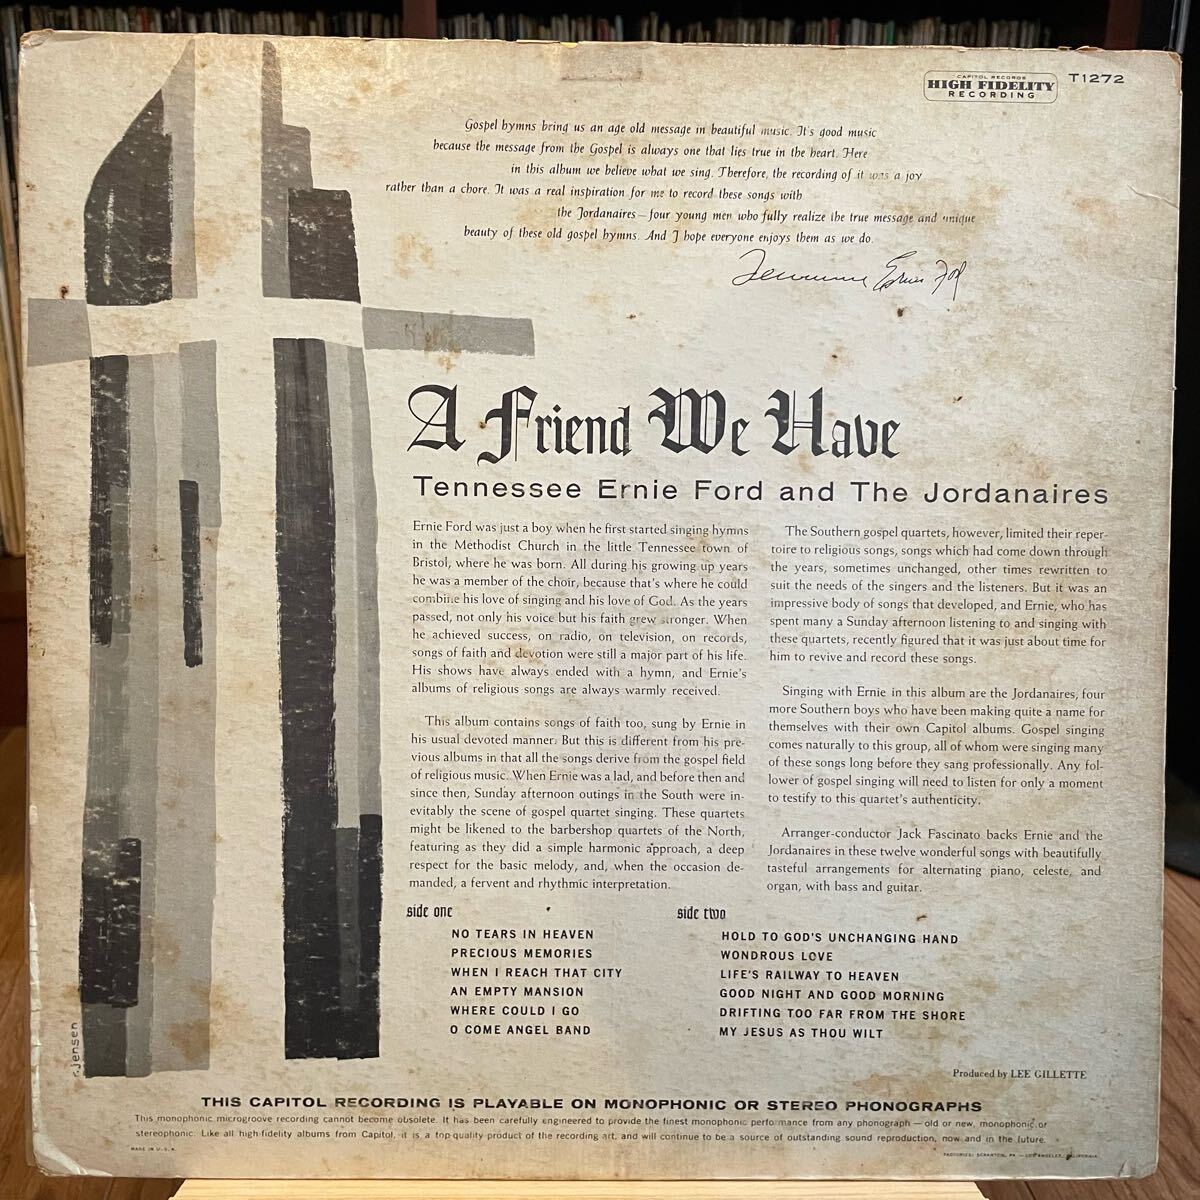 CAPITOL RECORDS
HIGH FIDELITY
RECORDING
T1272
Gospel hymns bring us an age old message in beautiful music. It's good music
because the message from the Gospel is always one that lies true in the heart. Here
in this album we believe what we sing. Therefore, the recording of it was a joy
rather than a chore. It was a real inspiration for me to record these songs with
the Jordanaires—four young men who fully realize the true message and unique
beauty of these old gospel hymns. And I hope everyone enjoys them as we do.
Tennessee Ernie Ford
A Friend We Have
Tennessee Ernie Ford and The Jordanaires
Ernie Ford was just a boy when he first started singing hymns
in the Methodist Church in the little Tennessee town of
Bristol, where he was born. All during his growing up years
he was a member of the choir, because that's where he could
combine his love of singing and his love of God. As the years
passed, not only his voice but his faith grew stronger. When
he achieved success, on radio, on television, on records,
songs of faith and devotion were still a major part of his life.
His shows have always ended with a hymn, and Ernie's
albums of religious songs are always warmly received.
This album contains songs of faith too, sung by Ernie in
his usual devoted manner. But this is different from his pre-
vious albums in that all the songs derive from the gospel field
of religious music. When Ernie was a lad, and before then and
since then, Sunday afternoon outings in the South were in-
evitably the scene of gospel quartet singing. These quartets
might be likened to the barbershop quartets of the North,
featuring as they did a simple harmonic approach, a deep
respect for the basic melody, and, when the occasion de-
manded, a fervent and rhythmic interpretation.
The Southern gospel quartets, however, limited their reper-
toire to religious songs, songs which had come down through
the years, sometimes unchanged, other times rewritten to
suit the needs of the singers and the listeners. But it was an
impressive body of songs that developed, and Ernie, who has
spent many a Sunday afternoon listening to and singing with
these quartets, recently figured that it was just about time for
him to revive and record these songs.
Singing with Ernie in this album are the Jordanaires, four
more Southern boys who have been making quite a name for
themselves with their own Capitol albums. Gospel singing
comes naturally to this group, all of whom were singing many
of these songs long before they sang professionally. Any fol-
lower of gospel singing will need to listen for only a moment
to testify to this quartet's authenticity.
Arranger-conductor Jack Fascinato backs Ernie and the
Jordanaires in these twelve wonderful songs with beautifully
tasteful arrangements for alternating piano, celeste, and
organ, with bass and guitar.
side one
NO TEARS IN HEAVEN
PRECIOUS MEMORIES
WHEN I REACH THAT CITY
AN EMPTY MANSION
WHERE COULD I GO
O COME ANGEL BAND
side two
HOLD TO GOD'S UNCHANGING HAND
WONDROUS LOVE
LIFE'S RAILWAY TO HEAVEN
GOOD NIGHT AND GOOD MORNING
DRIFTING TOO FAR FROM THE SHORE
MY JESUS AS THOU WILT
r. jensen
Produced by LEE GILLETTE
THIS CAPITOL RECORDING IS PLAYABLE ON MONOPHONIC OR STEREO PHONOGRAPHS
This monophonic microgroove recording cannot become obsolete. It has been carefully engineered to provide the finest monophonic performance from any phonograph—old or new, monophonic or
stereophonic. Like all high-fidelity albums from Capitol, it is a top-quality product of the recording art, and will continue to be a source of outstanding sound reproduction, now and in the future.
MADE IN U.S.A.
FACTORIES: SCRANTON, PA.—LOS ANGELES, CALIFORNIA